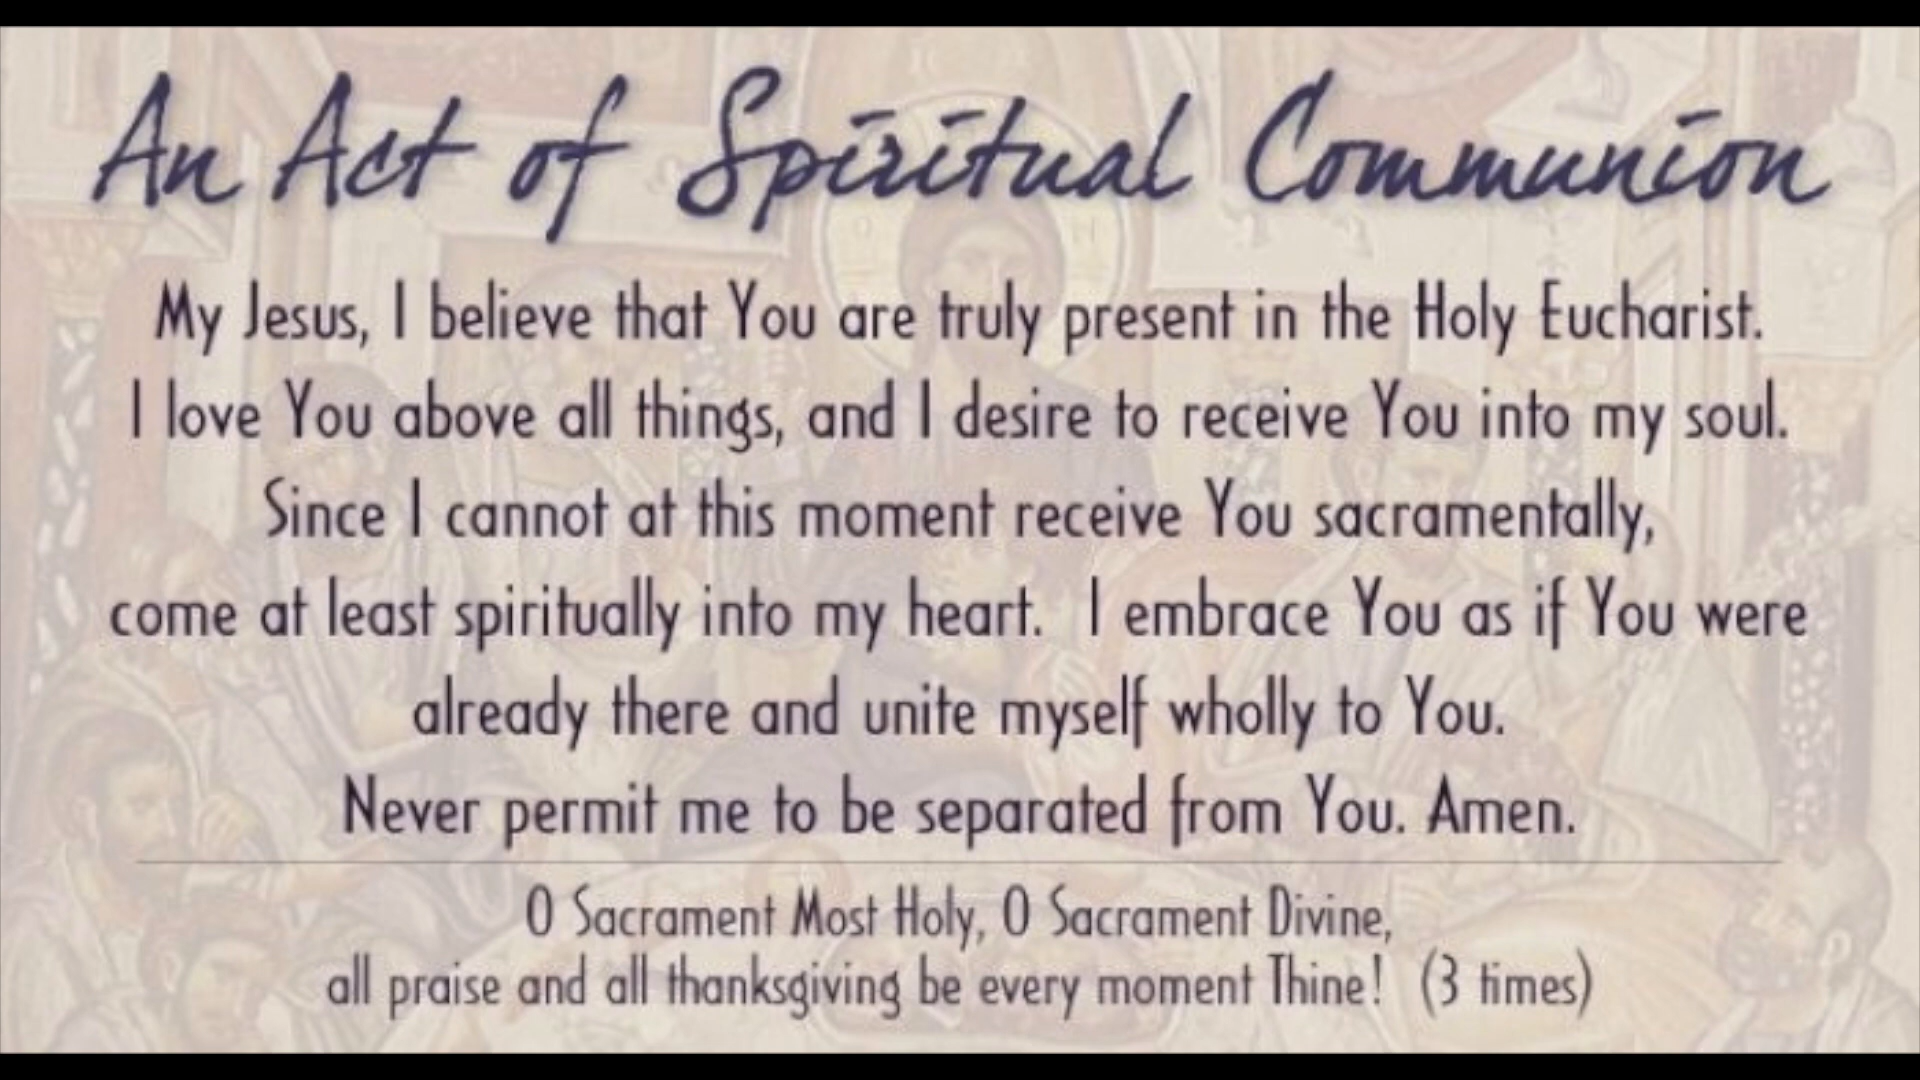 An Act of Spiritual Communion
My Jesus, I believe that You are truly present in the Holy Eucharist.
I love You above all things, and I desire to receive You into my soul.
Since I cannot at this moment receive You sacramentally,
come at least spiritually into my heart.  I embrace You as if You were
already there and unite myself wholly to You.
Never permit me to be separated from You. Amen.
O Sacrament Most Holy, O Sacrament Divine,
all praise and all thanksgiving be every moment Thine!  (3 times)